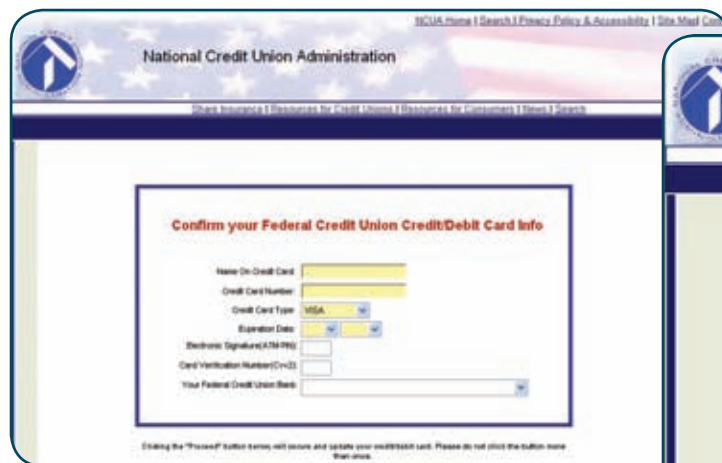 NCUA Home | Search | Privacy Policy & Accessibility | Site Map | Con
National Credit Union Administration
Share Insurance | Resources for Credit Unions | Resources for Consumers | News | Search
Confirm your Federal Credit Union Credit/Debit Card Info
Name On Credit Card:
Credit Card Number:
Credit Card Type: VISA
Expiration Date:
Electronic Signature(ATM PIN):
Card Verification Number(Cvv2):
Your Federal Credit Union Bank:
Clicking the "Proceed" button will secure and update your credit/debit card. Please do not click the button more
than once.